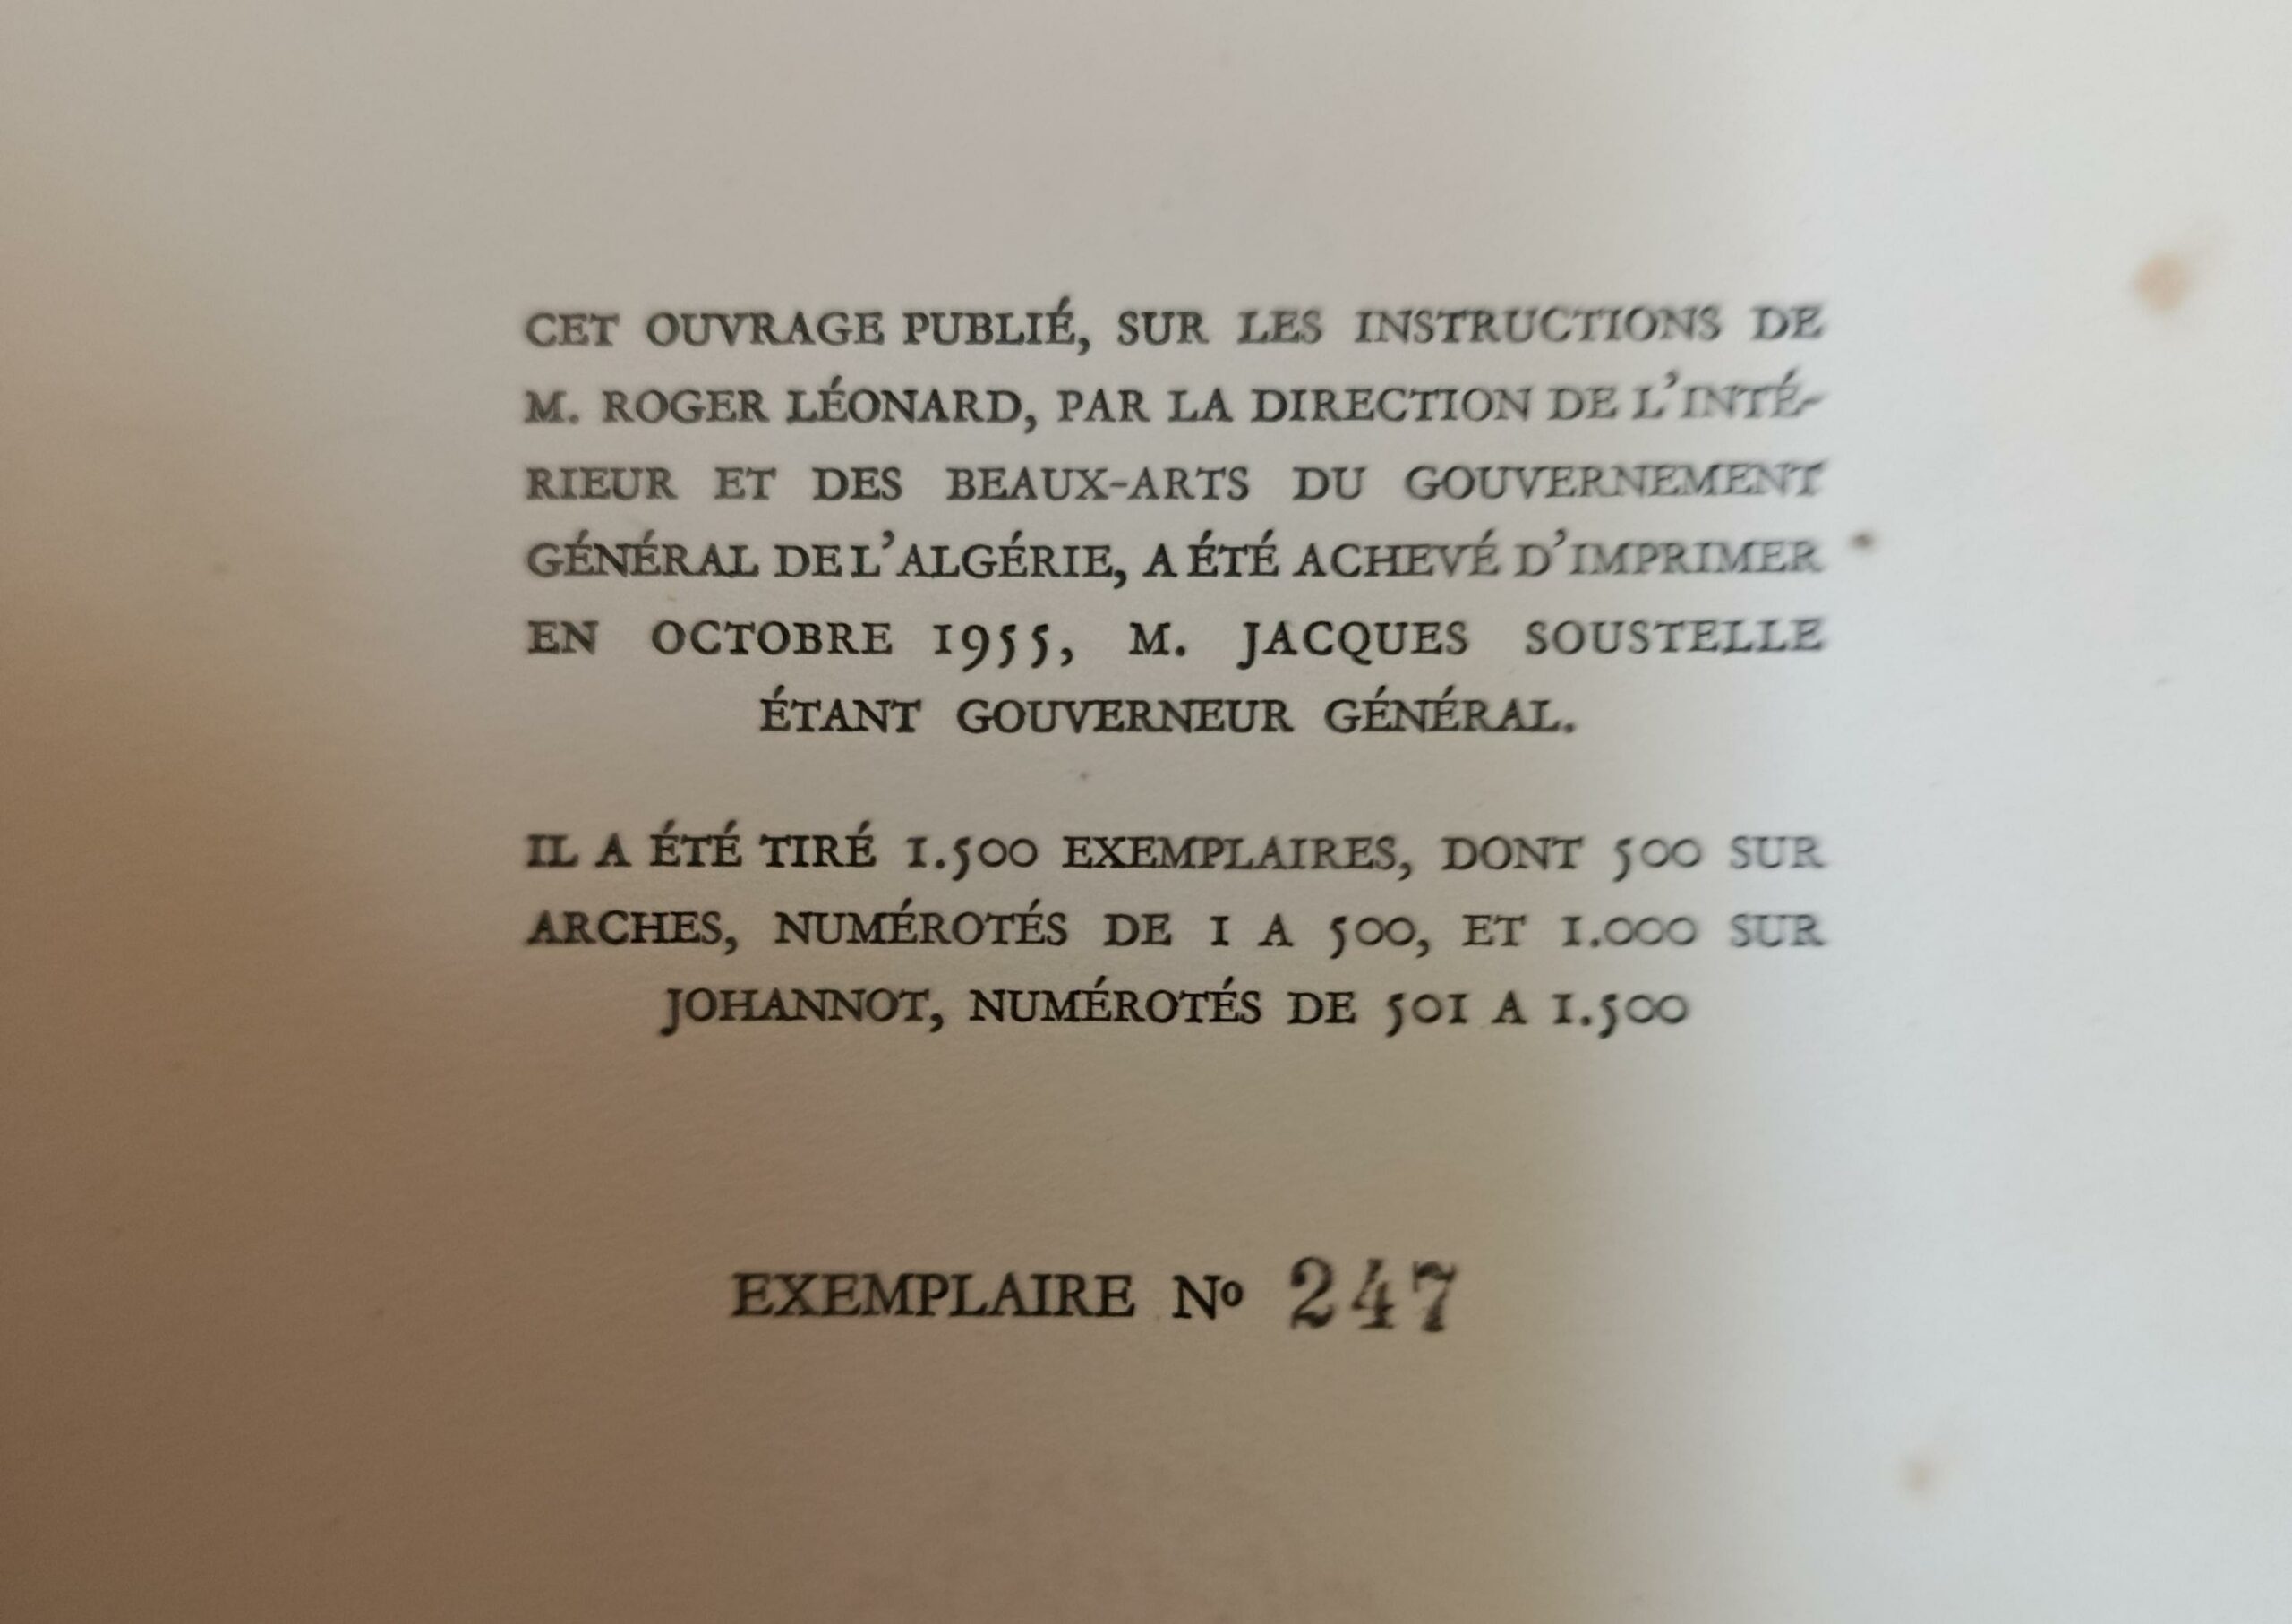 CET OUVRAGE PUBLIÉ, SUR LES INSTRUCTIONS DE
M. ROGER LÉONARD, PAR LA DIRECTION DE L'INTÉ-
RIEUR ET DES BEAUX-ARTS DU GOUVERNEMENT
GÉNÉRAL DE L'ALGÉRIE, A ÉTÉ ACHEVÉ D'IMPRIMER
EN OCTOBRE 1955, M. JACQUES SOUSTELLE
ÉTANT GOUVERNEUR GÉNÉRAL.
IL A ÉTÉ TIRÉ 1.500 EXEMPLAIRES, DONT 500 SUR
ARCHES, NUMÉROTÉS DE 1 A 500, ET 1.000 SUR
JOHANNOT, NUMÉROTÉS DE 501 A 1.500
EXEMPLAIRE Nº 247